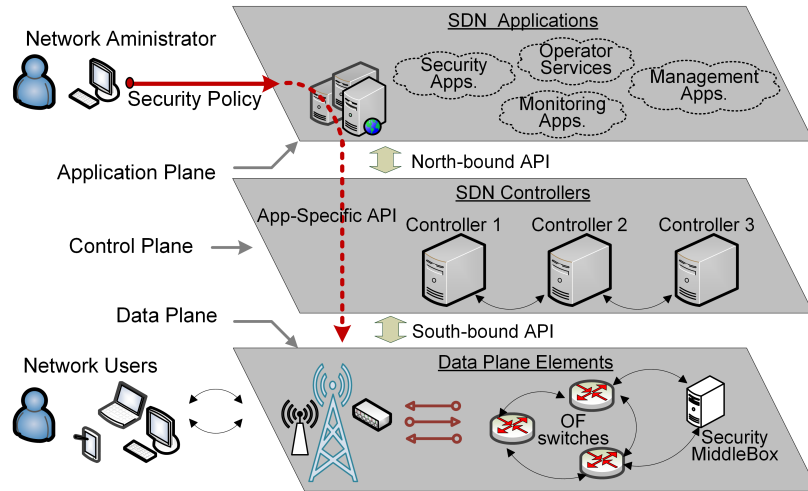 SDN Applications
Network Aministrator
Security
Apps.
Operator
Services
Management
Apps.
Monitoring
Apps.
Security Policy
Application Plane
North-bound API
SDN Controllers
App-Specific API
Controller 1
Controller 2
Controller 3
Control Plane
Data Plane
South-bound API
Network Users
Data Plane Elements
OF
switches
Security
MiddleBox